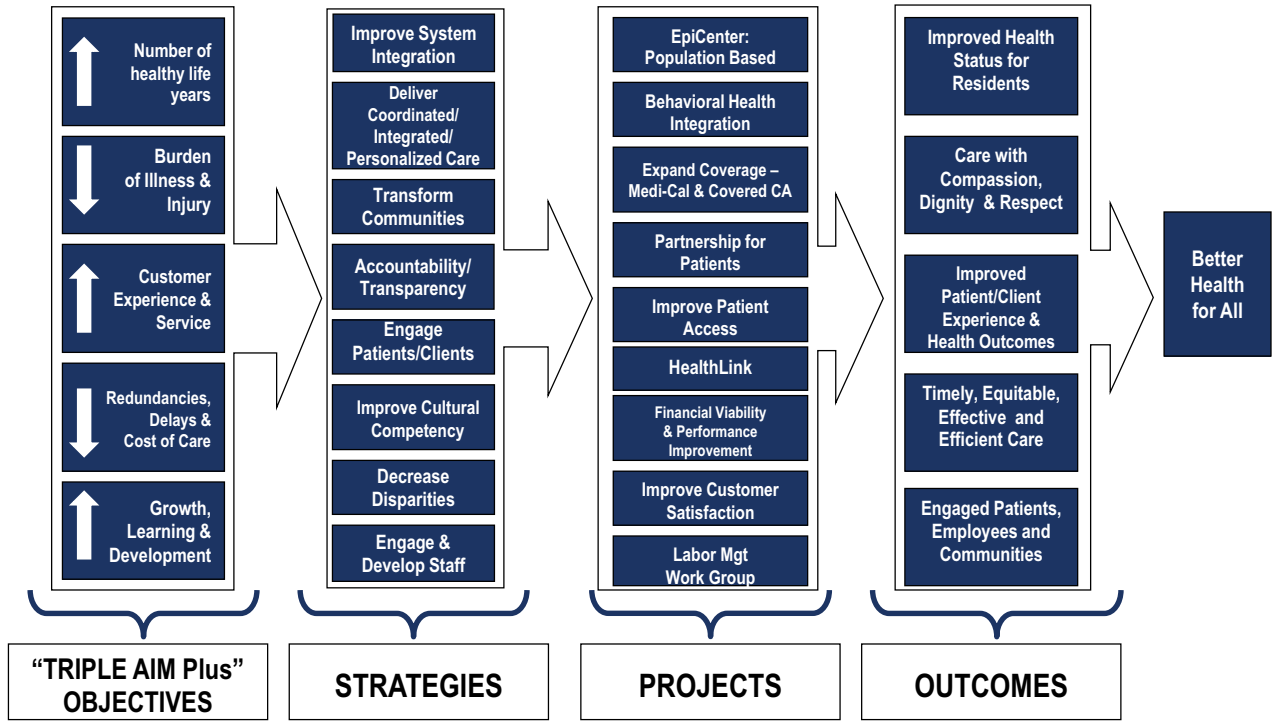 Number of
healthy life
years
Burden
of Illness &
Injury
Customer
Experience &
Service
Redundancies,
Delays &
Cost of Care
Growth,
Learning &
Development
“TRIPLE AIM Plus”
OBJECTIVES
Improve System
Integration
Deliver
Coordinated/
Integrated/
Personalized Care
Transform
Communities
Accountability/
Transparency
Engage
Patients/Clients
Improve Cultural
Competency
Decrease
Disparities
Engage &
Develop Staff
STRATEGIES
EpiCenter:
Population Based
Behavioral Health
Integration
Expand Coverage –
Medi-Cal & Covered CA
Partnership for
Patients
Improve Patient
Access
HealthLink
Financial Viability
& Performance
Improvement
Improve Customer
Satisfaction
Labor Mgt
Work Group
PROJECTS
Improved Health
Status for
Residents
Care with
Compassion,
Dignity & Respect
Improved
Patient/Client
Experience &
Health Outcomes
Timely, Equitable,
Effective and
Efficient Care
Engaged Patients,
Employees and
Communities
OUTCOMES
Better
Health
for All